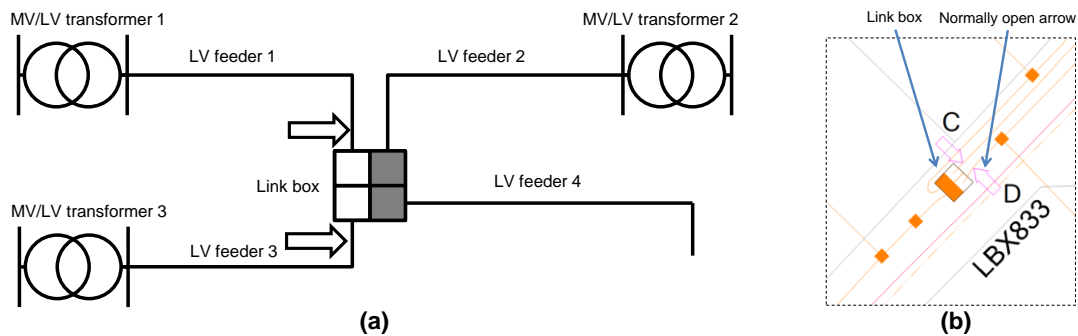 MV/LV transformer 1
MV/LV transformer 2
LV feeder 1
LV feeder 2
Link box
LV feeder 4
MV/LV transformer 3
LV feeder 3
(a)
Link box
Normally open arrow
C
D
LBX833
(b)